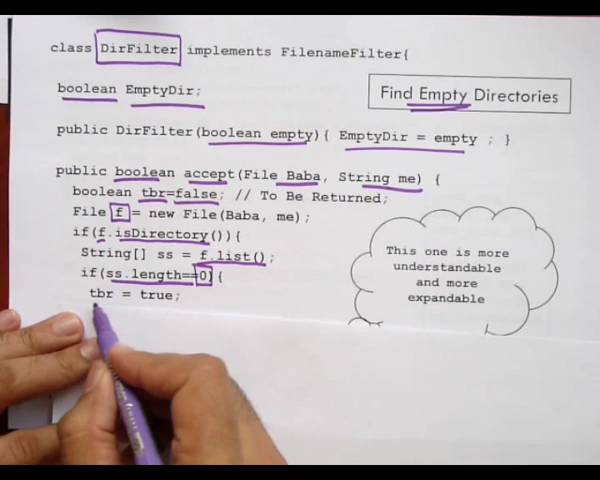 class DirFilter implements FilenameFilter{
boolean EmptyDir;
Find Empty Directories
public DirFilter(boolean empty){ EmptyDir = empty ; }
public boolean accept(File Baba, String me) {
boolean tbr=false; // To Be Returned;
File f = new File(Baba, me);
if(f.isDirectory()){
String[] ss = f.list();
if(ss.length==0){
tbr = true;
This one is more
understandable
and more
expandable